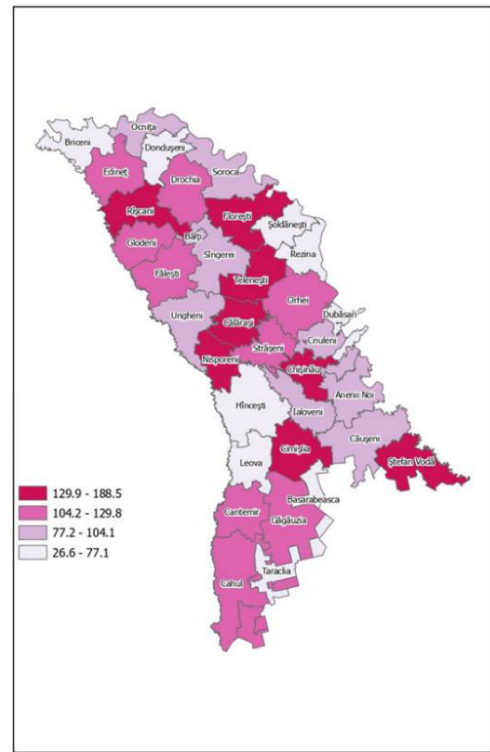 Ocnița
Briceni
Dondușeni
Edineț
Drochia
Soroca
Rîșcani
Florești
Șoldănești
Bălți
Glodeni
Sîngerei
Rezina
Fălești
Telenești
Orhei
Ungheni
Călărași
Dubăsari
Criuleni
Strășeni
Nisporeni
Chișinău
Anenii Noi
Hîncești
Ialoveni
Căușeni
Cimișlia
Ștefan Vodă
Leova
Basarabeasca
Cantemir
Găgăuzia
Taraclia
Cahul
129.9 - 188.5
104.2 - 129.8
77.2 - 104.1
26.6 - 77.1